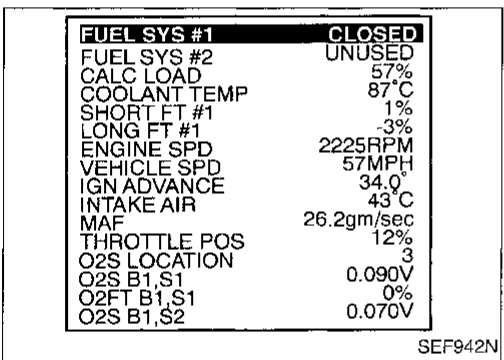 FUEL SYS #1 CLOSED
FUEL SYS #2 UNUSED
CALC LOAD 57%
COOLANT TEMP 87°C
SHORT FT #1 1%
LONG FT #1 -3%
ENGINE SPD 2225RPM
VEHICLE SPD 57MPH
IGN ADVANCE 34.0°
INTAKE AIR 43°C
MAF 26.2gm/sec
THROTTLE POS 12%
O2S LOCATION 3
O2S B1,S1 0.090V
O2FT B1,S1 0%
O2S B1,S2 0.070V
SEF942N